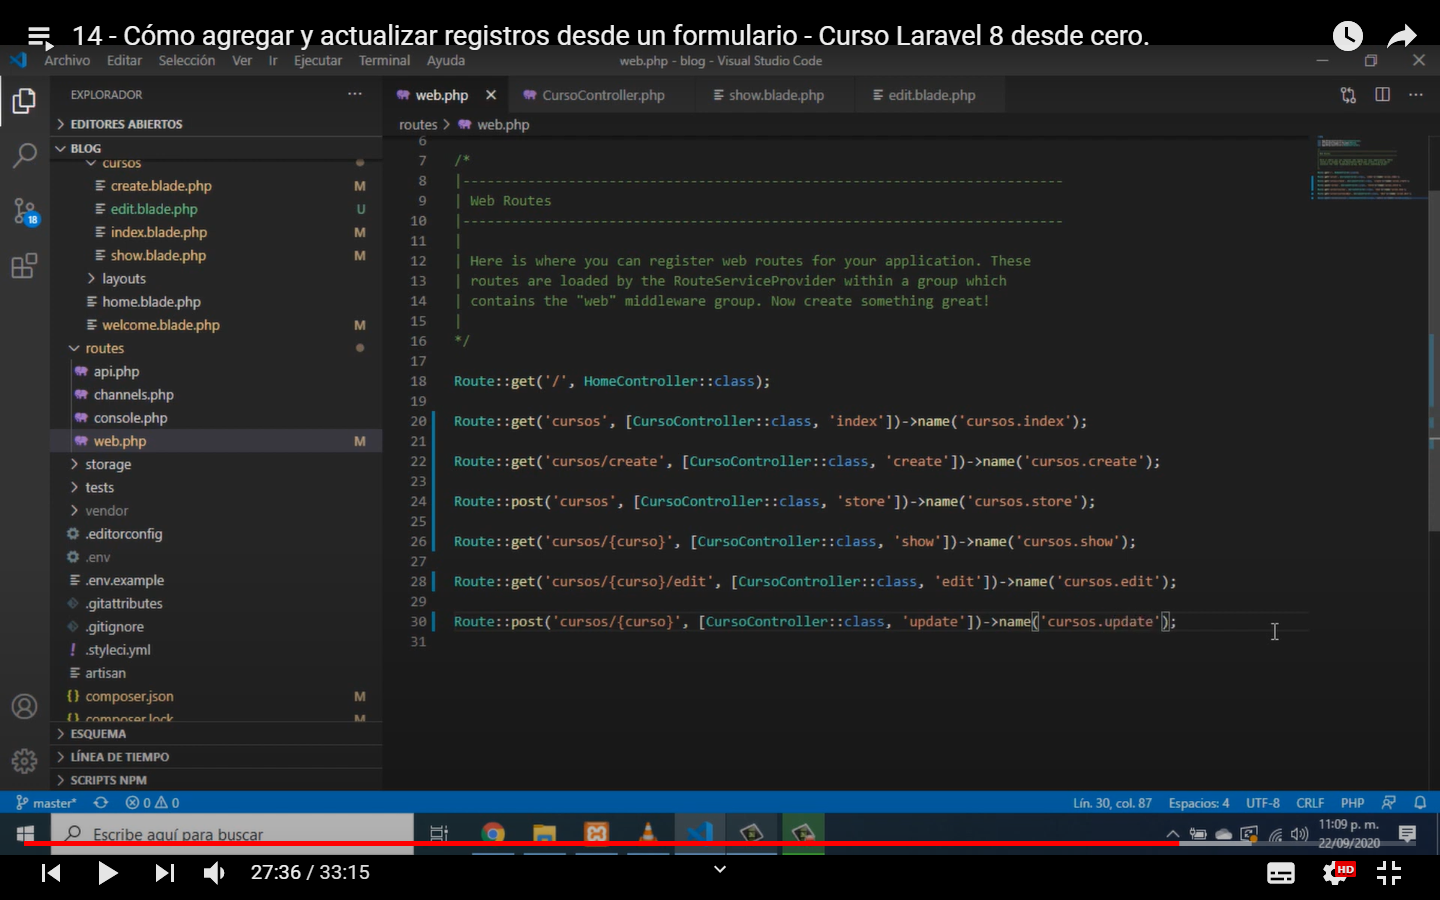 14 - Cómo agregar y actualizar registros desde un formulario - Curso Laravel 8 desde cero.
Archivo Editar Selección Ver Ir Ejecutar Terminal Ayuda web.php - blog - Visual Studio Code
EXPLORADOR
EDITORES ABIERTOS
BLOG
cursos
create.blade.php M
edit.blade.php U
index.blade.php M
show.blade.php M
layouts
home.blade.php
welcome.blade.php M
routes
api.php
channels.php
console.php
web.php M
storage
tests
vendor
.editorconfig
.env
.env.example
.gitattributes
.gitignore
.styleci.yml
artisan
composer.json M
composer.lock M
ESQUEMA
LÍNEA DE TIEMPO
SCRIPTS NPM
18
web.php CursoController.php show.blade.php edit.blade.php
routes > web.php
6
7 /*
8 |--------------------------------------------------------------------------
9 | Web Routes
10 |--------------------------------------------------------------------------
11 |
12 | Here is where you can register web routes for your application. These
13 | routes are loaded by the RouteServiceProvider within a group which
14 | contains the "web" middleware group. Now create something great!
15 |
16 */
17
18 Route::get('/', HomeController::class);
19
20 Route::get('cursos', [CursoController::class, 'index'])->name('cursos.index');
21
22 Route::get('cursos/create', [CursoController::class, 'create'])->name('cursos.create');
23
24 Route::post('cursos', [CursoController::class, 'store'])->name('cursos.store');
25
26 Route::get('cursos/{curso}', [CursoController::class, 'show'])->name('cursos.show');
27
28 Route::get('cursos/{curso}/edit', [CursoController::class, 'edit'])->name('cursos.edit');
29
30 Route::post('cursos/{curso}', [CursoController::class, 'update'])->name('cursos.update');
31
master* 0 0 Lín. 30, col. 87 Espacios: 4 UTF-8 CRLF PHP
Escribe aquí para buscar
11:09 p. m.
22/09/2020
27:36 / 33:15
HD